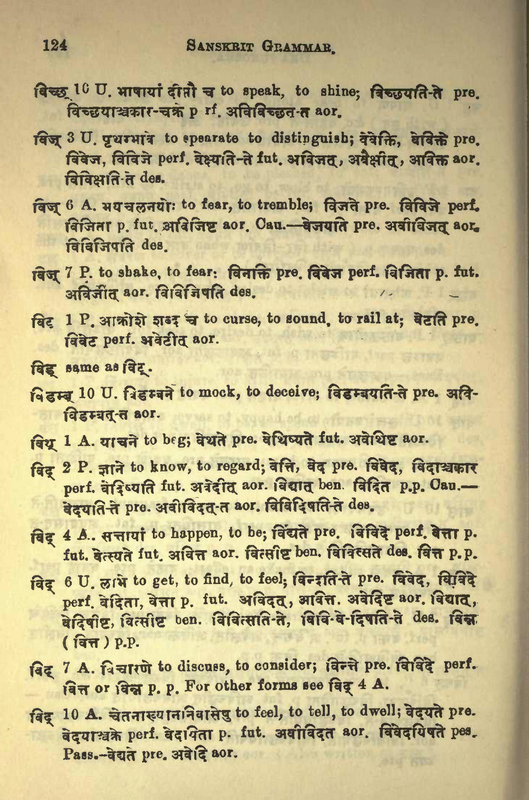 124 SANSKRIT GRAMMAR.
विच्छ् 10 U. भाषायां दीप्तौ च to speak, to shine; विच्छयति-ते pre.
विच्छयाञ्चकार-चक्रे p rf. अविविच्छत्-त aor.
विज् 3 U. पृथग्भावे to spearate to distinguish; वेवेक्ति, वेविक्ते pre.
विवेज, विविजे perf. वेक्ष्यति-ते fut. अविजत्, अवैक्षीत्, अविक्त aor.
विविक्षति-ते des.
विज् 6 A. भयचलनयोः to fear, to tremble; विजते pre. विविजे perf.
विजिता p. fut. अविजिष्ट aor. Cau.—वेजयति pre. अवीविजत् aor.
विविजिषति des.
विज् 7 P. to shake, to fear; विनक्ति pre. विवेज perf. विजिता p. fut.
अविजीत् aor. विविजिषति des.
विट 1 P. आक्रोशे शब्दे च to curse, to sound, to rail at; वेटति pre.
विवेट perf. अवेटीत् aor.
विड् same as विट्.
विडम्ब् 10 U. विडम्बने to mock, to deceive; विडम्बयति-ते pre. अवि-
विडम्बत्-त aor.
विथ् 1 A. याचने to beg; वेथते pre. वेथिष्यते fut. अवेथिष्ट aor.
विद् 2 P. ज्ञाने to know, to regard; वेत्ति, वेद pre. विवेद, विदाञ्चकार
perf. वेदिष्यति fut. अवेदीत् aor. विद्यात् ben. विदित p.p. Cau.—
वेदयति-ते pre. अवीविदत्-त aor. विविदिषति-ते des.
विद् 4 A. सत्तायां to happen, to be; विद्यते pre. विविदे perf. वेत्ता p.
fut. वेत्स्यते fut. अवित्त aor. वित्सीष्ट ben. विवित्सते des. वित्त p.p.
विद् 6 U. लाभे to get, to find, to feel; विन्दति-ते pre. विवेद, विविदे
perf. वेदिता, वेत्ता p. fut. अविदत्, अवित्त. अवेदिष्ट aor. विद्यात्,
वेदिषीष्ट, वित्सीष्ट ben. विवित्सति-ते, विवि-व-दिषति-ते des. विन्न
( वित्त ) p.p.
विद् 7 A. विचारणे to discuss, to consider; विन्ते pre. विविदे perf.
वित्त or विन्न p. p. For other forms see विद् 4 A.
विद् 10 A. चेतनाख्याननिवासेषु to feel, to tell, to dwell; वेदयते pre.
वेदयाञ्चक्रे perf. वेदयिता p. fut. अवीविदत aor. विवेदयिषते pes.
Pass.—वेद्यते pre. अवेदि aor.